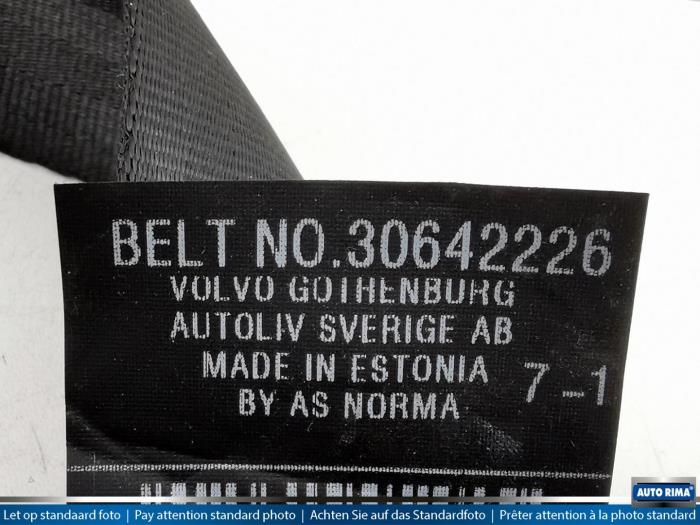 BELT NO.30642226
VOLVO GOTHENBURG
AUTOLIV SVERIGE AB
MADE IN ESTONIA 7-1
BY AS NORMA
AUTO RIMA
Let op standaard foto | Pay attention standard photo | Achten Sie auf das Standardfoto | Prêter attention à la photo standard